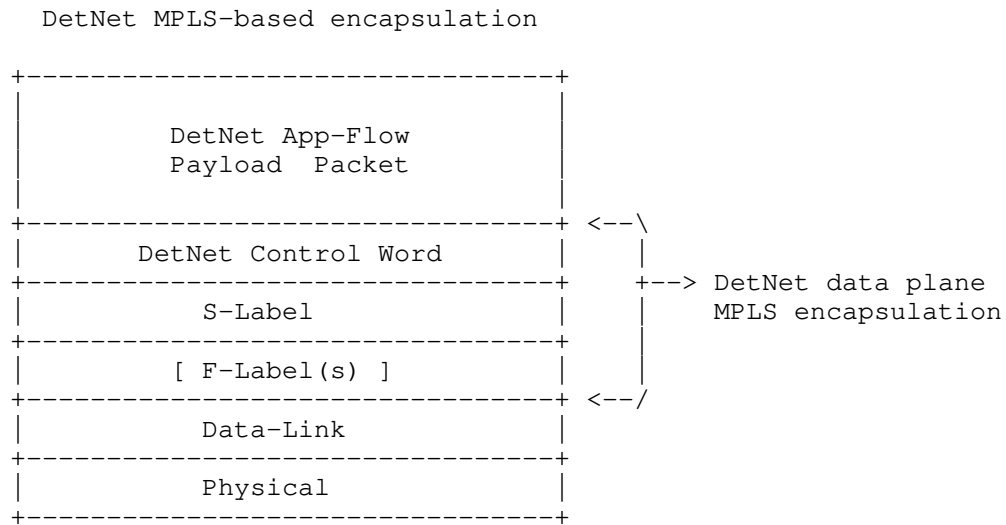 DetNet MPLS-based encapsulation
DetNet App-Flow
Payload  Packet
<--\
DetNet Control Word
+--> DetNet data plane
S-Label
MPLS encapsulation
[ F-Label(s) ]
<--/
Data-Link
Physical